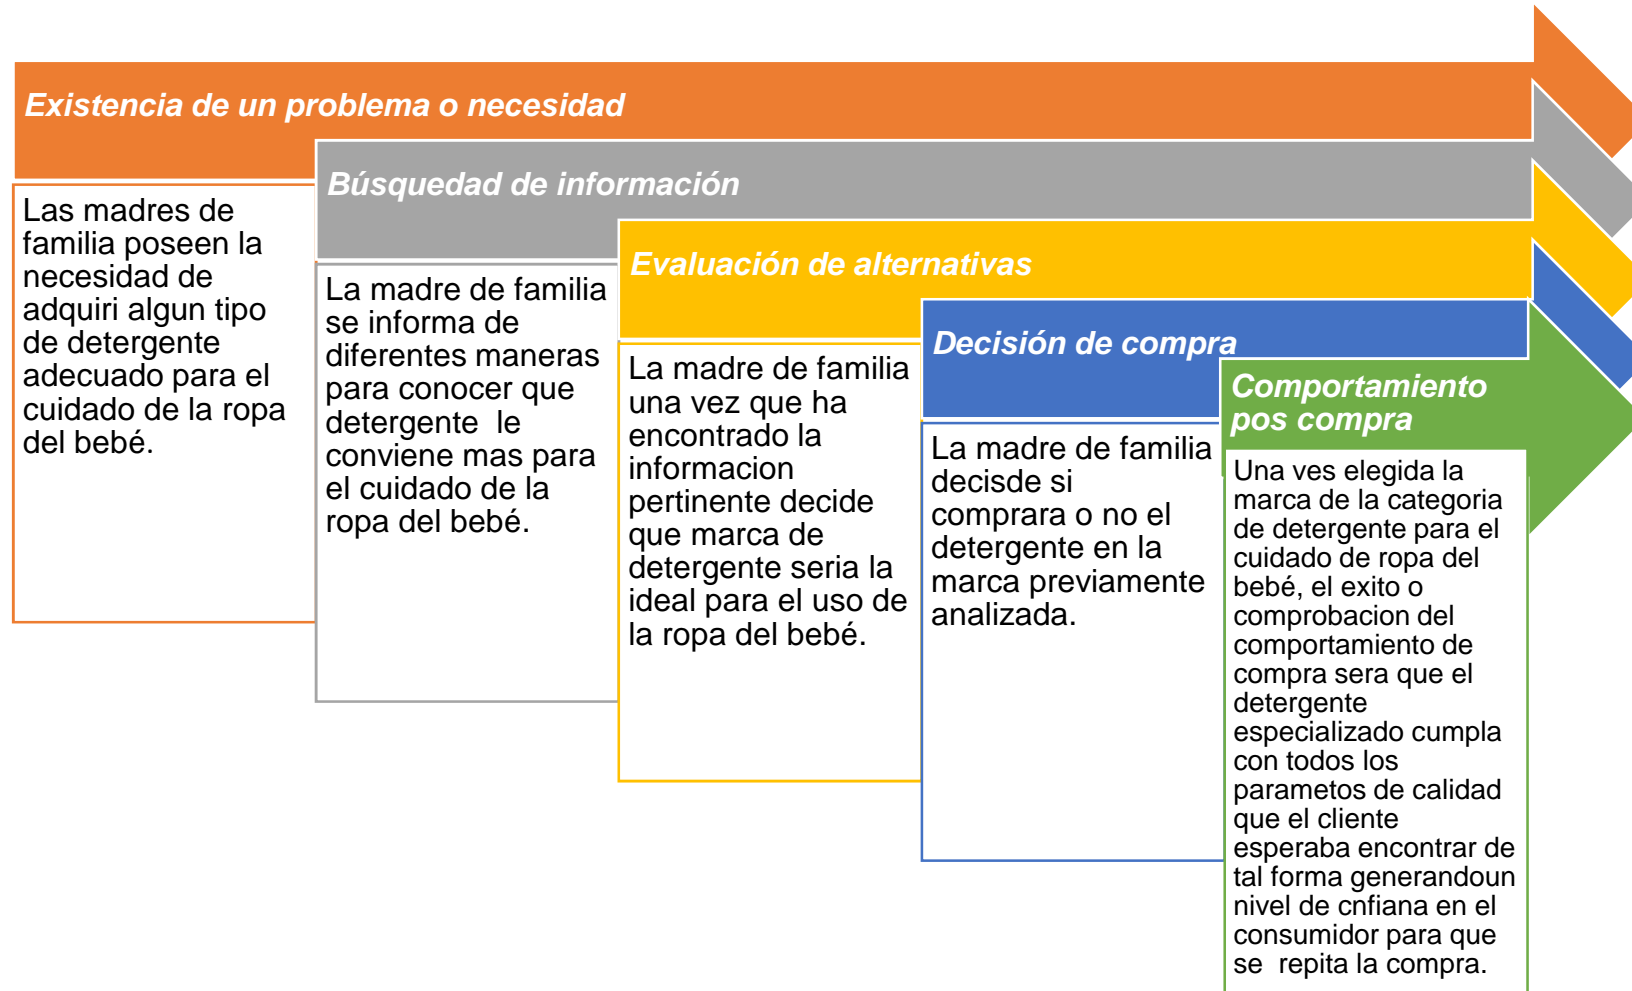 Existencia de un problema o necesidad
Las madres de
familia poseen la
necesidad de
adquiri algun tipo
de detergente
adecuado para el
cuidado de la ropa
del bebé.
Búsquedad de información
La madre de familia
se informa de
diferentes maneras
para conocer que
detergente le
conviene mas para
el cuidado de la
ropa del bebé.
Evaluación de alternativas
La madre de familia
una vez que ha
encontrado la
informacion
pertinente decide
que marca de
detergente seria la
ideal para el uso de
la ropa del bebé.
Decisión de compra
La madre de familia
decisde si
comprara o no el
detergente en la
marca previamente
analizada.
Comportamiento
pos compra
Una ves elegida la
marca de la categoria
de detergente para el
cuidado de ropa del
bebé, el exito o
comprobacion del
comportamiento de
compra sera que el
detergente
especializado cumpla
con todos los
parametos de calidad
que el cliente
esperaba encontrar de
tal forma generandoun
nivel de cnfiana en el
consumidor para que
se repita la compra.